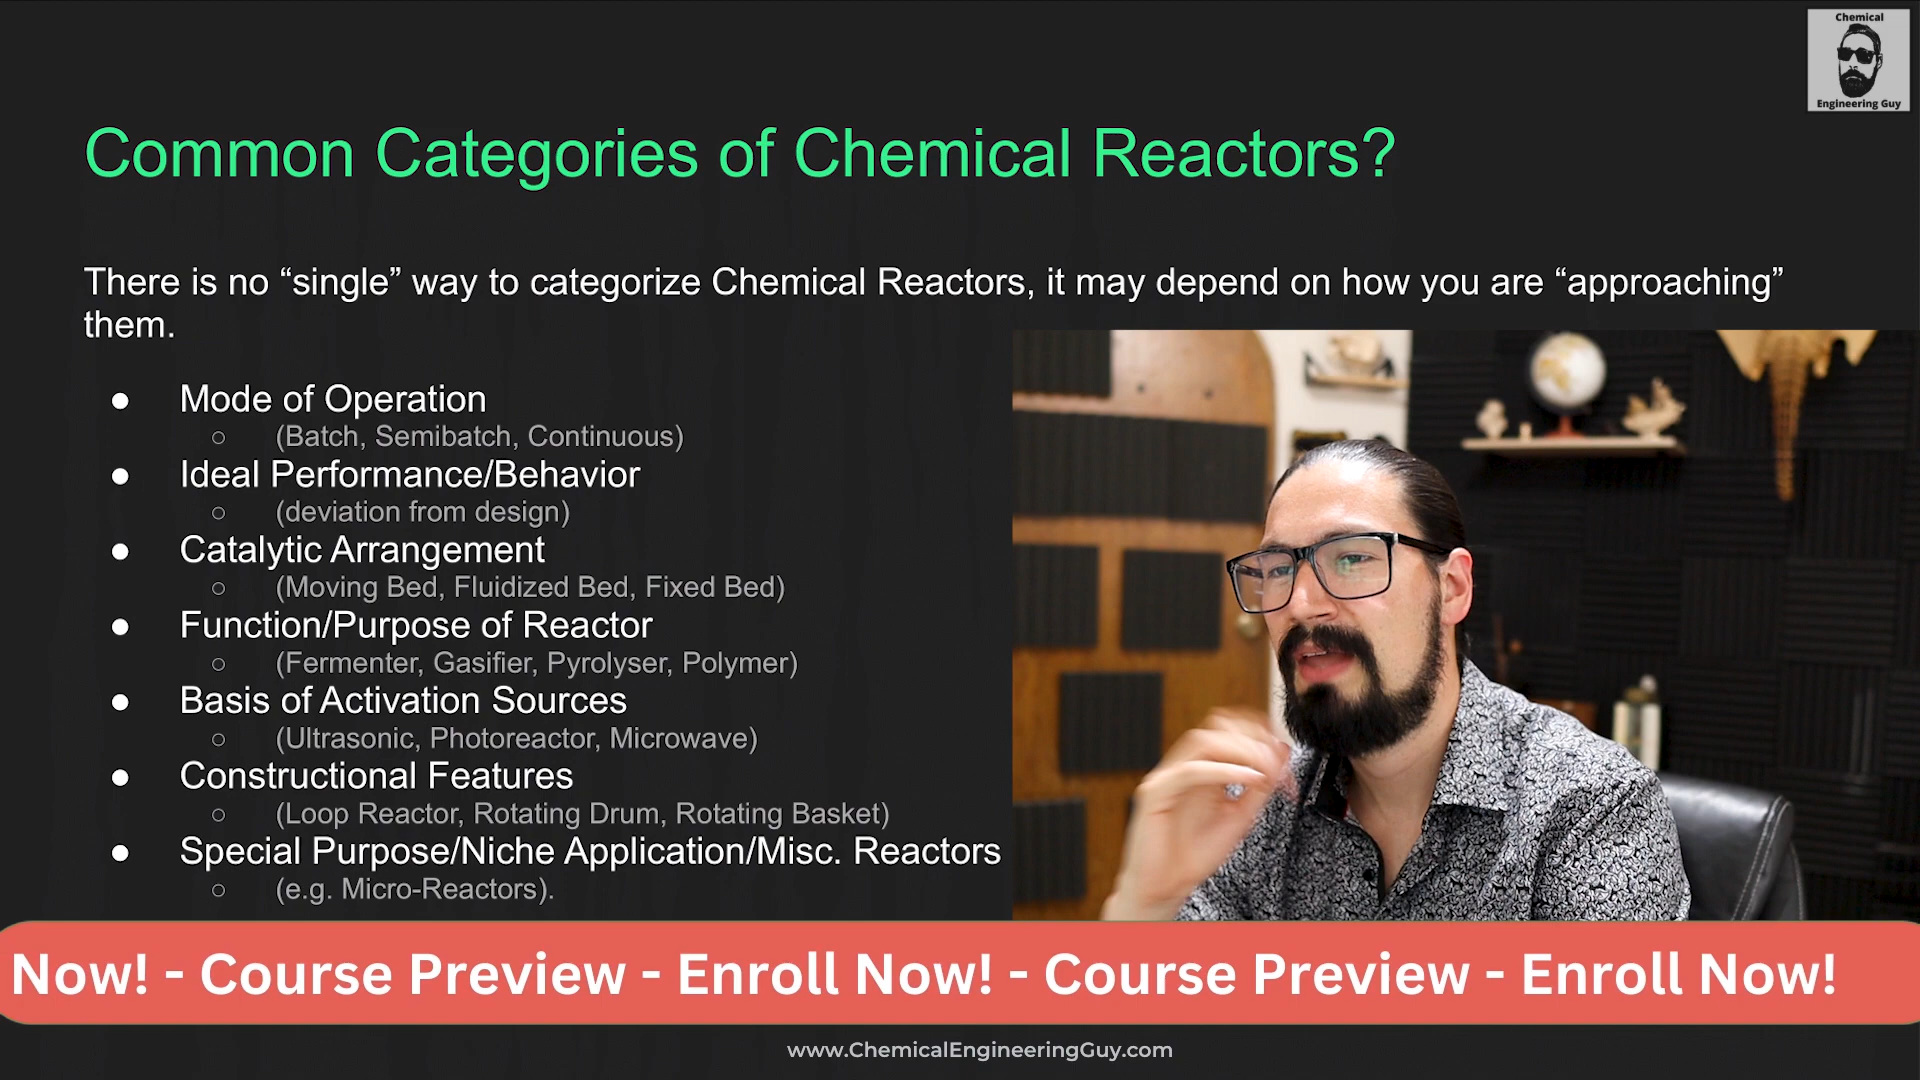 Chemical
Engineering Guy
Common Categories of Chemical Reactors?
There is no “single” way to categorize Chemical Reactors, it may depend on how you are “approaching”
them.
● Mode of Operation
○ (Batch, Semibatch, Continuous)
● Ideal Performance/Behavior
○ (deviation from design)
● Catalytic Arrangement
○ (Moving Bed, Fluidized Bed, Fixed Bed)
● Function/Purpose of Reactor
○ (Fermenter, Gasifier, Pyrolyser, Polymer)
● Basis of Activation Sources
○ (Ultrasonic, Photoreactor, Microwave)
● Constructional Features
○ (Loop Reactor, Rotating Drum, Rotating Basket)
● Special Purpose/Niche Application/Misc. Reactors
○ (e.g. Micro-Reactors).
Now! - Course Preview - Enroll Now! - Course Preview - Enroll Now!
www.ChemicalEngineeringGuy.com